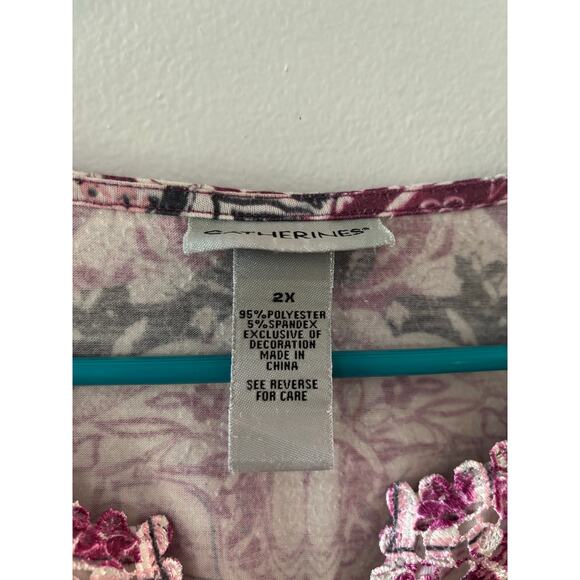 CATHERINES®
2X
95%POLYESTER
5%SPANDEX
EXCLUSIVE OF
DECORATION
MADE IN
CHINA
SEE REVERSE
FOR CARE